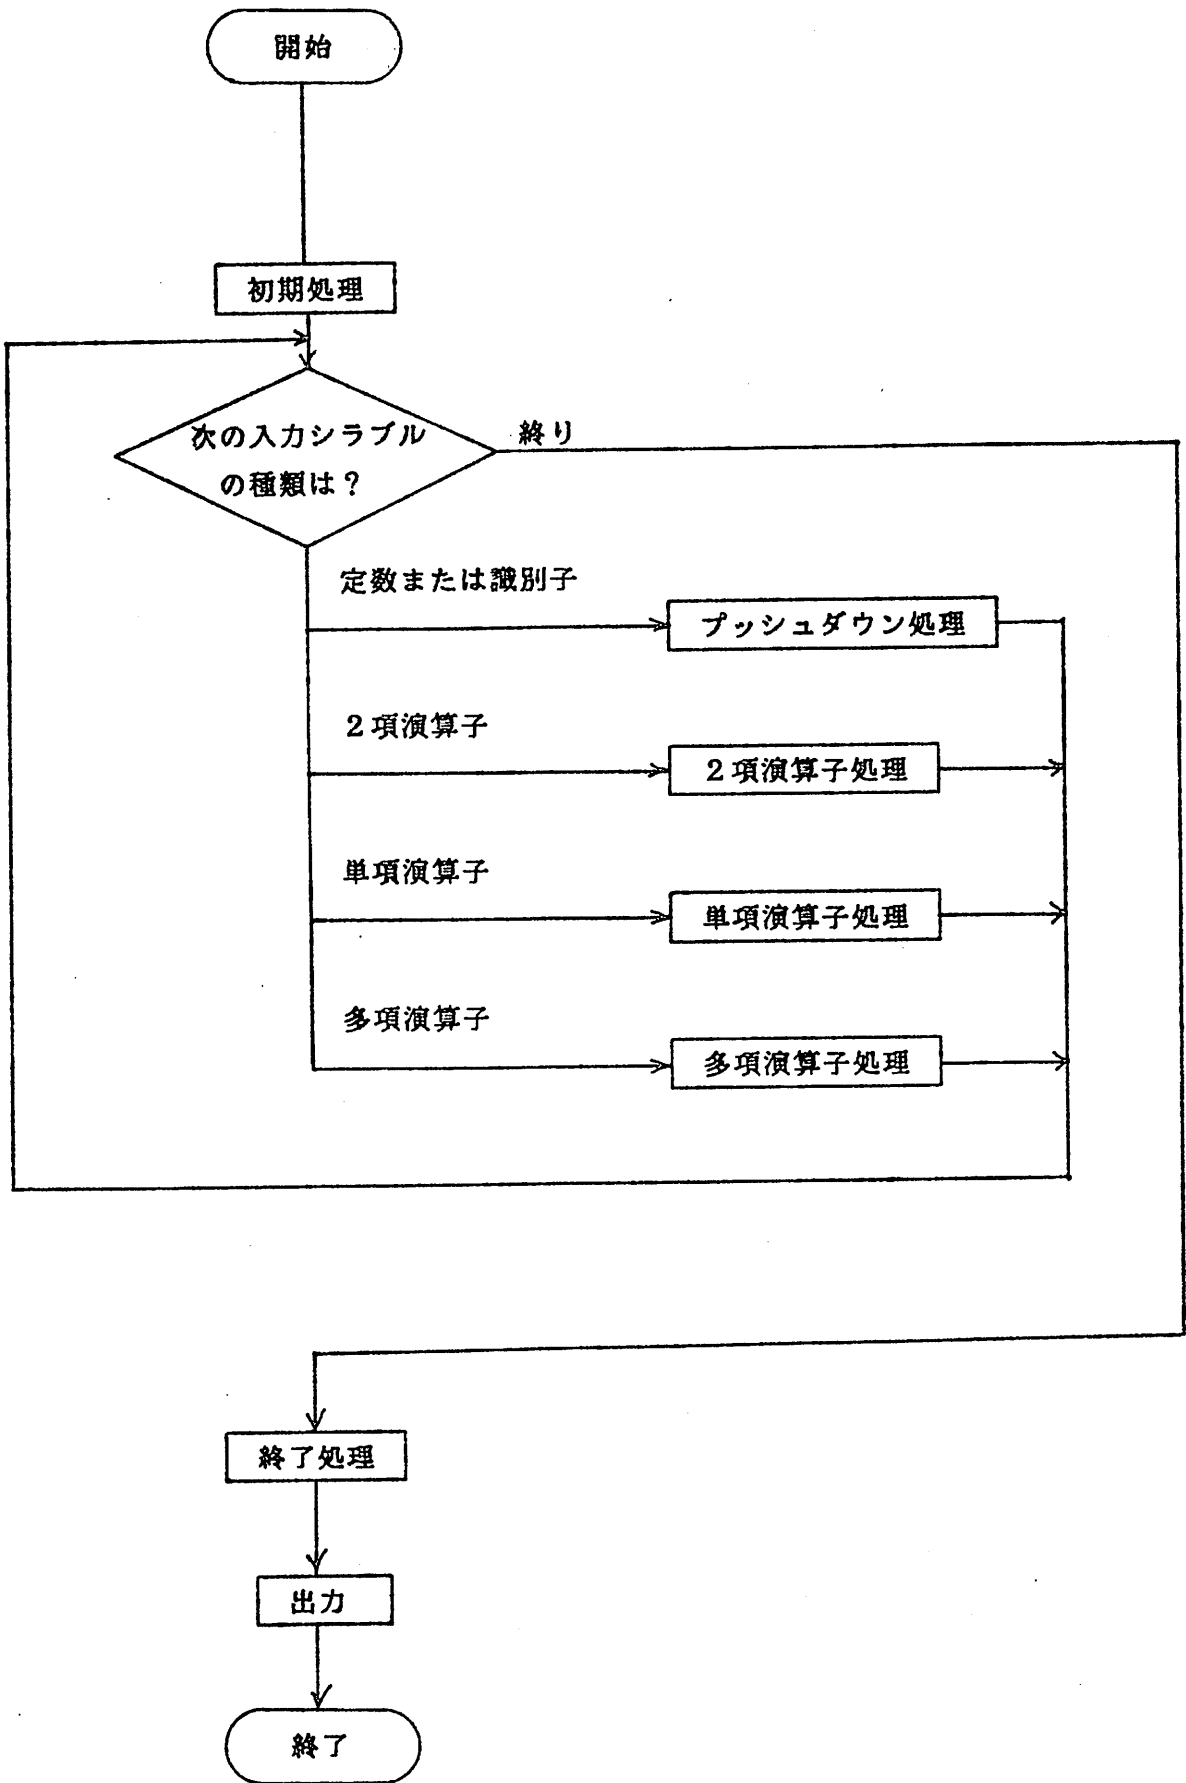 開始
初期処理
次の入力シラブル
の種類は?
終り
定数または識別子
プッシュダウン処理
2項演算子
2項演算子処理
単項演算子
単項演算子処理
多項演算子
多項演算子処理
終了処理
出力
終了